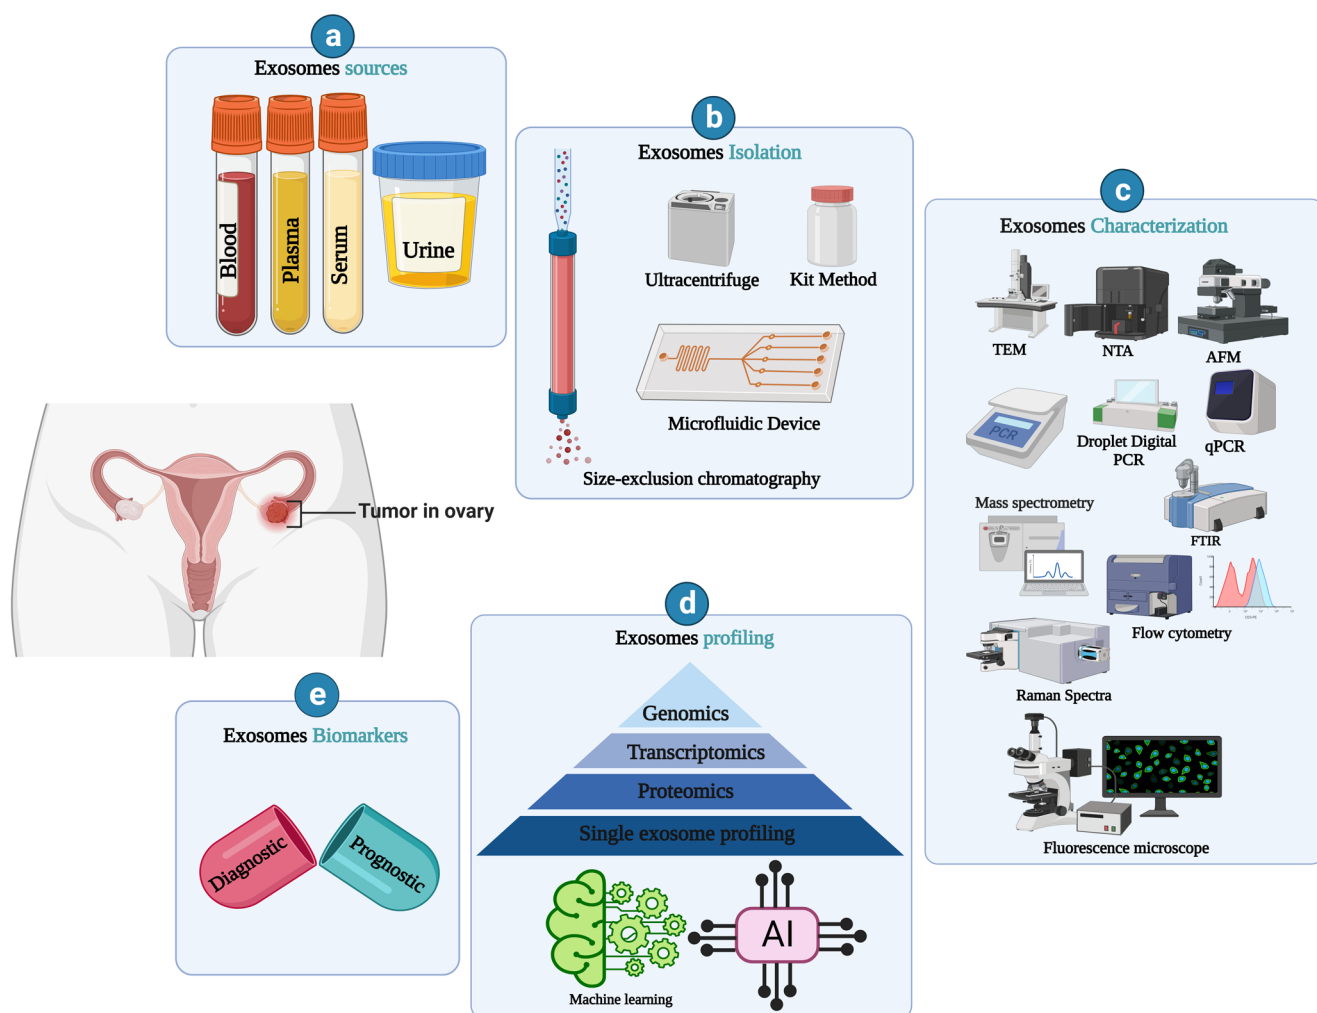 a
Exosomes sources
Blood
Plasma
Serum
Urine
b
Exosomes Isolation
Ultracentrifuge
Kit Method
Microfluidic Device
Size-exclusion chromatography
c
Exosomes Characterization
TEM
NTA
AFM
PCR
Droplet Digital
PCR
qPCR
Mass spectrometry
FTIR
Flow cytometry
Raman Spectra
Fluorescence microscope
Tumor in ovary
d
Exosomes profiling
Genomics
Transcriptomics
Proteomics
Single exosome profiling
Machine learning
AI
e
Exosomes Biomarkers
Diagnostic
Prognostic